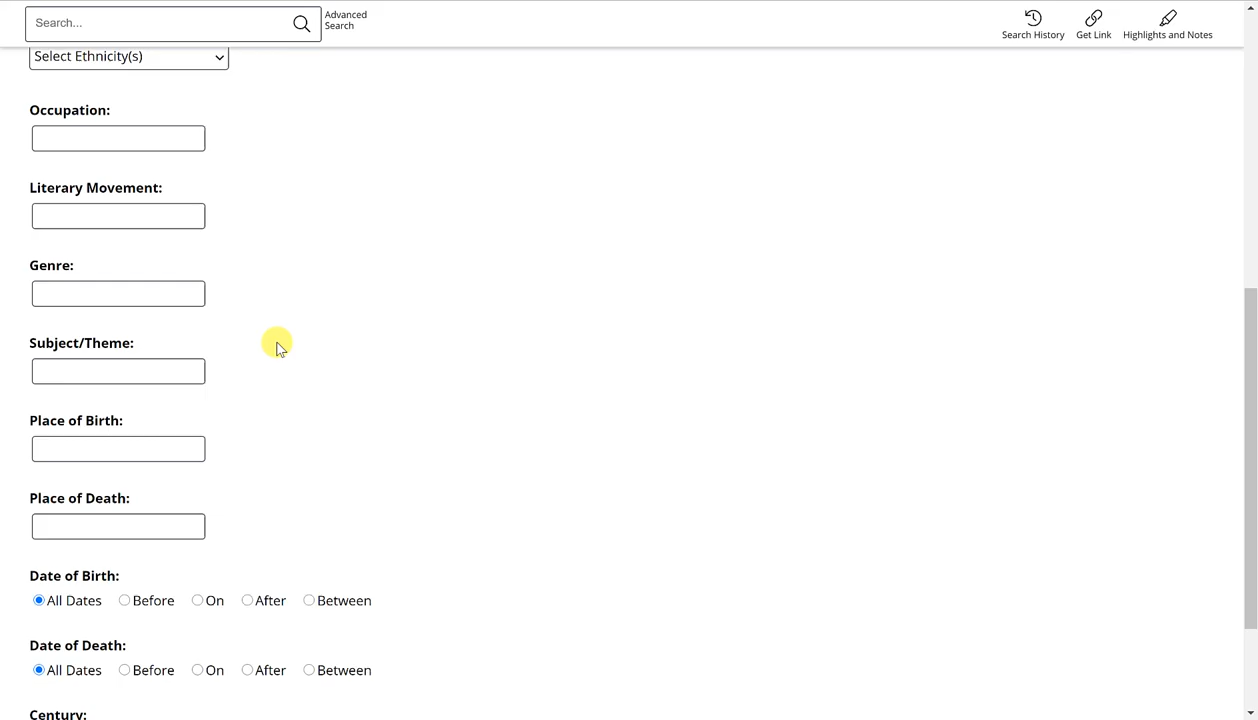 Search...
Advanced
Search
Search History
Get Link
Highlights and Notes
Select Ethnicity(s)
Occupation:
Literary Movement:
Genre:
Subject/Theme:
Place of Birth:
Place of Death:
Date of Birth:
All Dates Before On After Between
Date of Death:
All Dates Before On After Between
Century: